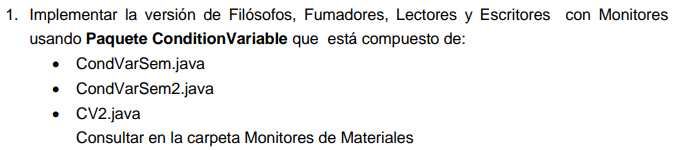 1. Implementar la versión de Filósofos, Fumadores, Lectores y Escritores con Monitores
usando Paquete ConditionVariable que está compuesto de:
• CondVarSem.java
• CondVarSem2.java
• CV2.java
Consultar en la carpeta Monitores de Materiales